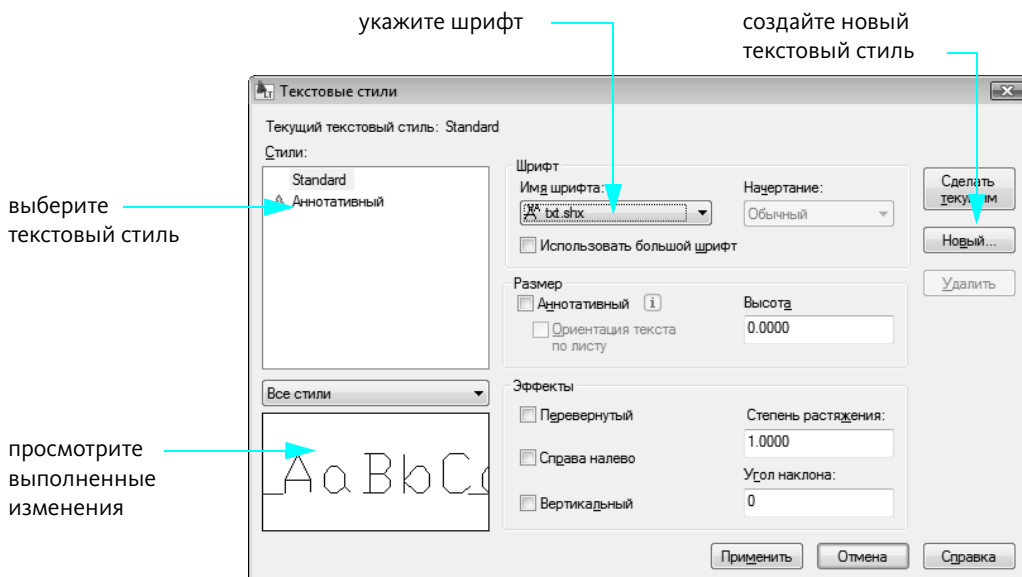 укажите шрифт
создайте новый
текстовый стиль
LT Текстовые стили
Текущий текстовый стиль: Standard
Стили:
Standard
Аннотативный
выберите
текстовый стиль
Шрифт
Имя шрифта:
txt.shx
Начертание:
Обычный
Использовать большой шрифт
Сделать
текущим
Новый...
Удалить
Размер
Аннотативный
Ориентация текста
по листу
Высота
0.0000
Все стили
Эффекты
Перевернутый
Справа налево
Вертикальный
Степень растяжения:
1.0000
Угол наклона:
0
просмотрите
выполненные
изменения
AaBbC
Применить
Отмена
Справка